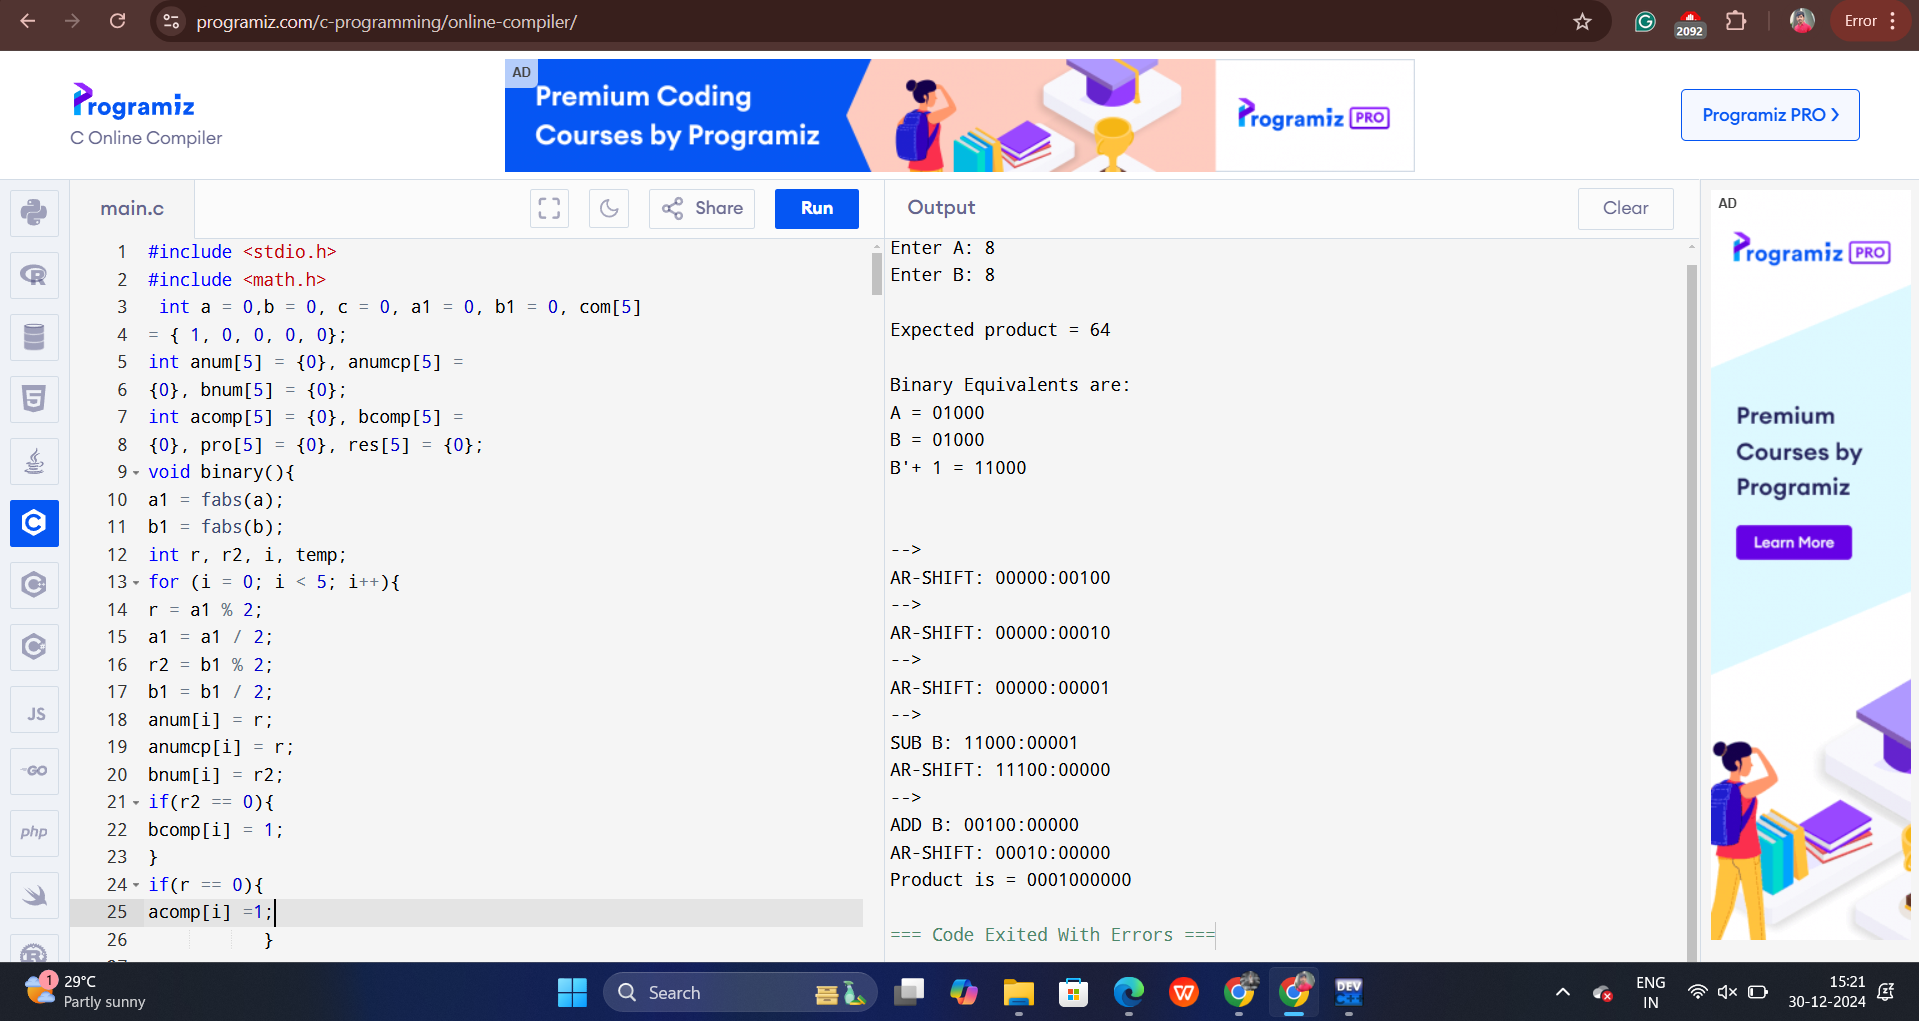 programiz.com/c-programming/online-compiler/
2092
Error
Programiz
C Online Compiler
AD
Premium Coding
Courses by Programiz
Programiz PRO
Programiz PRO
main.c
Share
Run
Output
Clear
1 #include <stdio.h>
2 #include <math.h>
3 int a = 0,b = 0, c = 0, a1 = 0, b1 = 0, com[5]
4 = { 1, 0, 0, 0, 0};
5 int anum[5] = {0}, anumcp[5] =
6 {0}, bnum[5] = {0};
7 int acomp[5] = {0}, bcomp[5] =
8 {0}, pro[5] = {0}, res[5] = {0};
9 void binary(){
10 a1 = fabs(a);
11 b1 = fabs(b);
12 int r, r2, i, temp;
13 for (i = 0; i < 5; i++){
14 r = a1 % 2;
15 a1 = a1 / 2;
16 r2 = b1 % 2;
17 b1 = b1 / 2;
18 anum[i] = r;
19 anumcp[i] = r;
20 bnum[i] = r2;
21 if(r2 == 0){
22 bcomp[i] = 1;
23 }
24 if(r == 0){
25 acomp[i] =1;
26 }
Enter A: 8
Enter B: 8
Expected product = 64
Binary Equivalents are:
A = 01000
B = 01000
B'+ 1 = 11000
-->
AR-SHIFT: 00000:00100
-->
AR-SHIFT: 00000:00010
-->
AR-SHIFT: 00000:00001
-->
SUB B: 11000:00001
AR-SHIFT: 11100:00000
-->
ADD B: 00100:00000
AR-SHIFT: 00010:00000
Product is = 0001000000
=== Code Exited With Errors ===
AD
Programiz PRO
Premium
Courses by
Programiz
Learn More
JS
GO
php
1
29°C
Partly sunny
Search
DEV
ENG
IN
15:21
30-12-2024